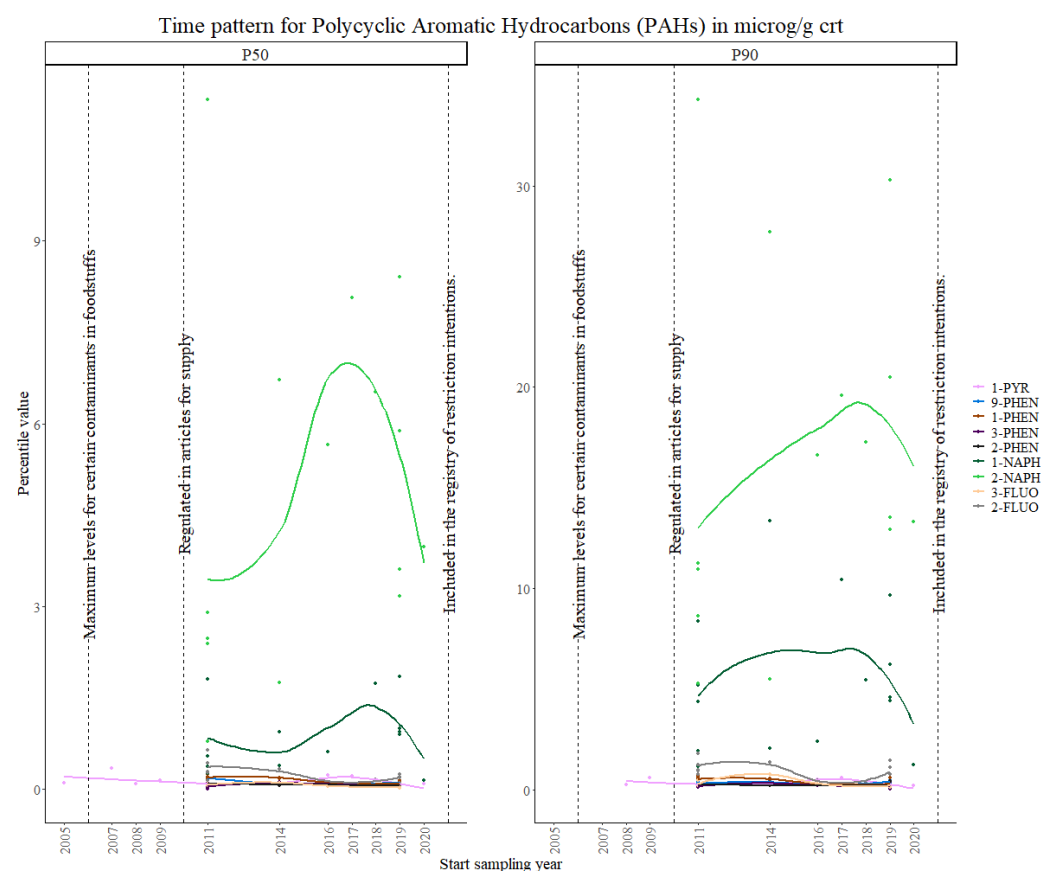 Time pattern for Polycyclic Aromatic Hydrocarbons (PAHs) in microg/g crt
P50
P90
Percentile value
9
6
3
0
Maximum levels for certain contaminants in foodstuffs
Regulated in articles for supply
Included in the registry of restriction intentions.
2005
2007
2008
2009
2011
2014
2016
2017
2018
2019
2020
30
20
10
0
Maximum levels for certain contaminants in foodstuffs
Regulated in articles for supply
Included in the registry of restriction intentions.
2005
2007
2008
2009
2011
2014
2016
2017
2018
2019
2020
Start sampling year
1-PYR
9-PHEN
1-PHEN
3-PHEN
2-PHEN
1-NAPH
2-NAPH
3-FLUO
2-FLUO